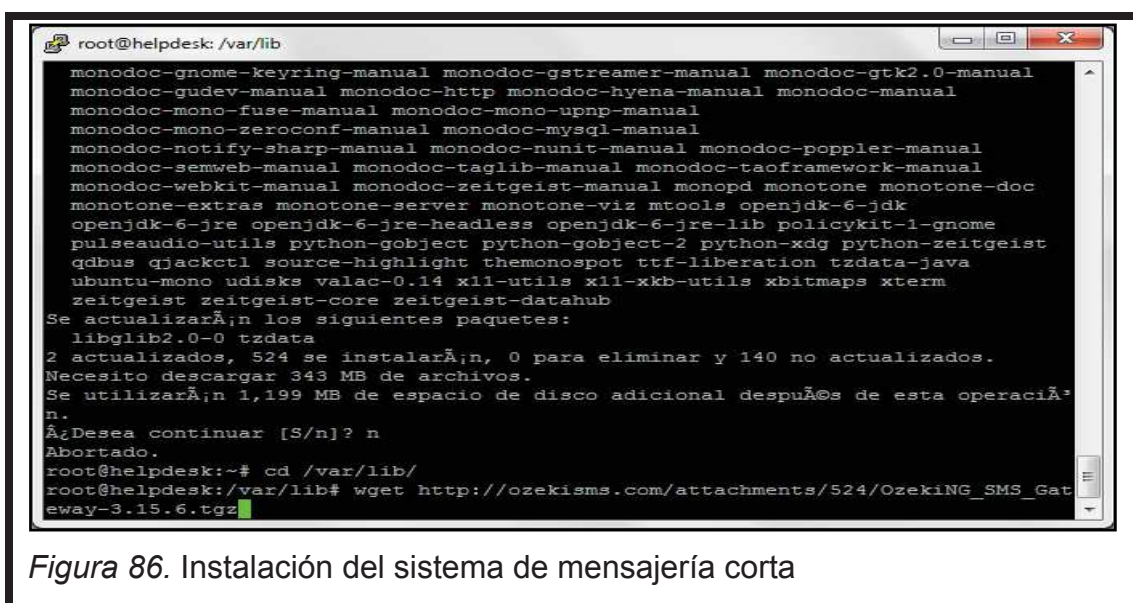 root@helpdesk: /var/lib
monodoc-gnome-keyring-manual monodoc-gstreamer-manual monodoc-gtk2.0-manual
monodoc-gudev-manual monodoc-http monodoc-hyena-manual monodoc-manual
monodoc-mono-fuse-manual monodoc-mono-upnp-manual
monodoc-mono-zeroconf-manual monodoc-mysql-manual
monodoc-notify-sharp-manual monodoc-nunit-manual monodoc-poppler-manual
monodoc-semweb-manual monodoc-taglib-manual monodoc-taoframework-manual
monodoc-webkit-manual monodoc-zeitgeist-manual monopd monotone monotone-doc
monotone-extras monotone-server monotone-viz mtools openjdk-6-jdk
openjdk-6-jre openjdk-6-jre-headless openjdk-6-jre-lib policykit-1-gnome
pulseaudio-utils python-gobject python-gobject-2 python-xdg python-zeitgeist
qdbus qjackctl source-highlight themonospot ttf-liberation tzdata-java
ubuntu-mono udisks valac-0.14 x11-utils x11-xkb-utils xbitmaps xterm
zeitgeist zeitgeist-core zeitgeist-datahub
Se actualizarÃ¡n los siguientes paquetes:
libglib2.0-0 tzdata
2 actualizados, 524 se instalarÃ¡n, 0 para eliminar y 140 no actualizados.
Necesito descargar 343 MB de archivos.
Se utilizarÃ¡n 1,199 MB de espacio de disco adicional despuÃ©s de esta operaciÃ³
n.
Â¿Desea continuar [S/n]? n
Abortado.
root@helpdesk:~# cd /var/lib/
root@helpdesk:/var/lib# wget http://ozekisms.com/attachments/524/OzekiNG_SMS_Gat
eway-3.15.6.tgz
Figura 86. Instalación del sistema de mensajería corta